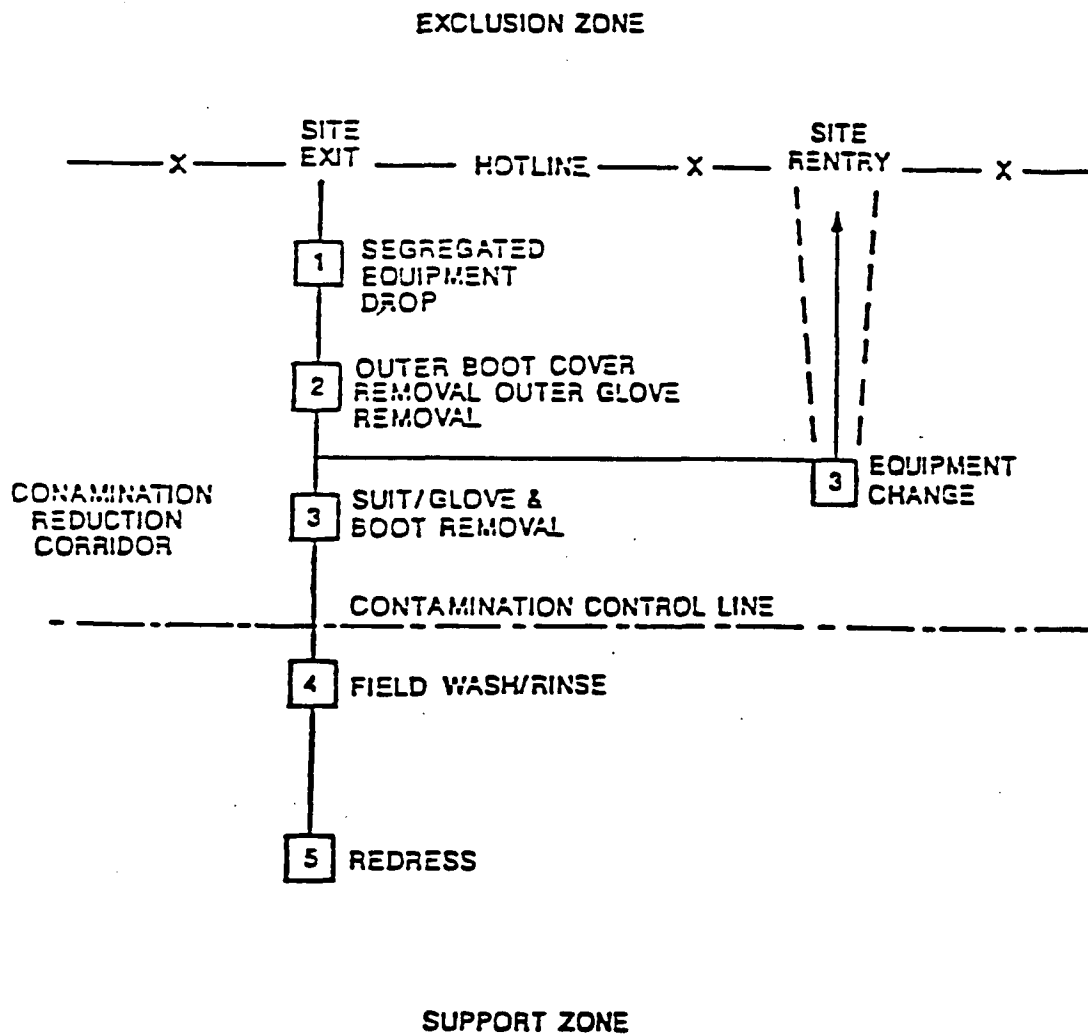 EXCLUSION ZONE
SITE
EXIT
X
HOTLINE
X
SITE
RENTRY
X
1
SEGREGATED
EQUIPMENT
DROP
2
OUTER BOOT COVER
REMOVAL OUTER GLOVE
REMOVAL
3
EQUIPMENT
CHANGE
CONAMINATION
REDUCTION
CORRIDOR
3
SUIT/GLOVE &
BOOT REMOVAL
CONTAMINATION CONTROL LINE
4
FIELD WASH/RINSE
5
REDRESS
SUPPORT ZONE